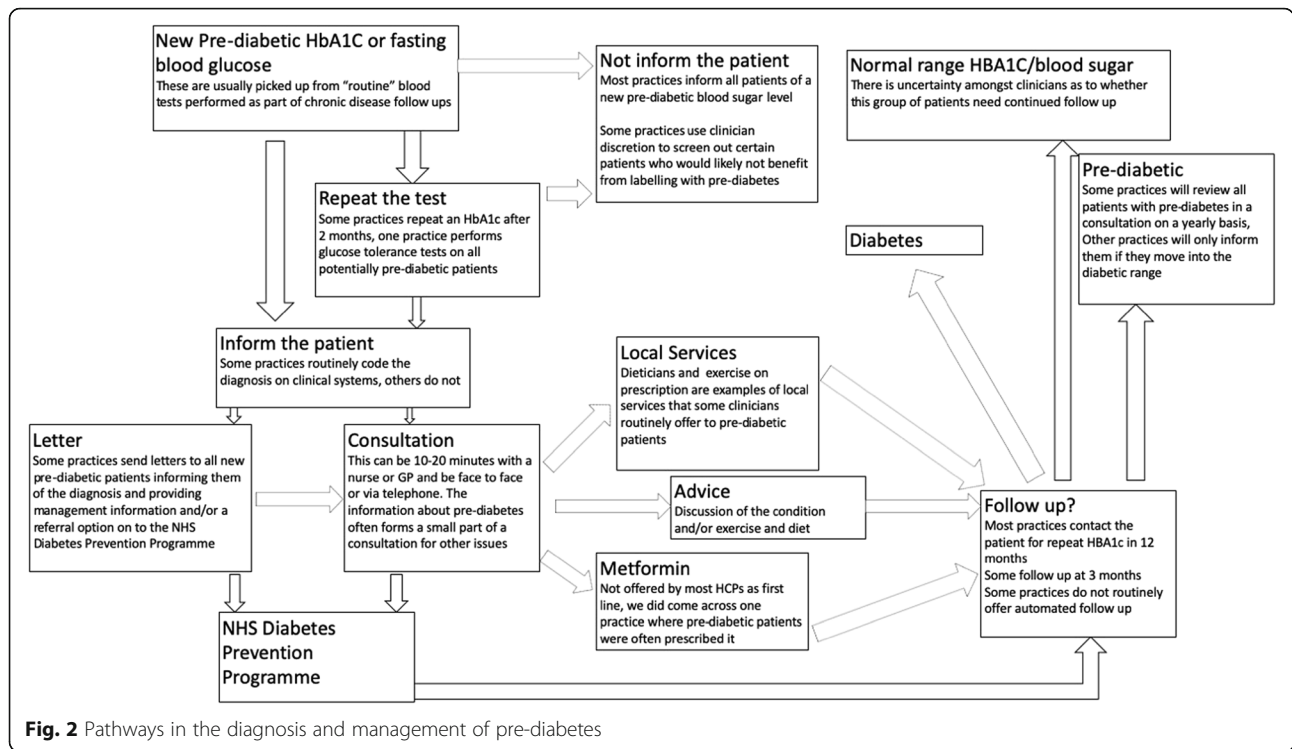 New Pre-diabetic HbA1C or fasting
blood glucose
These are usually picked up from "routine" blood
tests performed as part of chronic disease follow ups
Not inform the patient
Most practices inform all patients of a
new pre-diabetic blood sugar level
Some practices use clinician
discretion to screen out certain
patients who would likely not benefit
from labelling with pre-diabetes
Normal range HBA1C/blood sugar
There is uncertainty amongst clinicians as to whether
this group of patients need continued follow up
Repeat the test
Some practices repeat an HbA1c after
2 months, one practice performs
glucose tolerance tests on all
potentially pre-diabetic patients
Pre-diabetic
Some practices will review all
patients with pre-diabetes in a
consultation on a yearly basis,
Other practices will only inform
them if they move into the
diabetic range
Diabetes
Inform the patient
Some practices routinely code the
diagnosis on clinical systems, others do not
Local Services
Dieticians and exercise on
prescription are examples of local
services that some clinicians
routinely offer to pre-diabetic
patients
Letter
Some practices send letters to all new
pre-diabetic patients informing them
of the diagnosis and providing
management information and/or a
referral option on to the NHS
Diabetes Prevention Programme
Consultation
This can be 10-20 minutes with a
nurse or GP and be face to face
or via telephone. The
information about pre-diabetes
often forms a small part of a
consultation for other issues
Advice
Discussion of the condition
and/or exercise and diet
Metformin
Not offered by most HCPs as first
line, we did come across one
practice where pre-diabetic patients
were often prescribed it
Follow up?
Most practices contact the
patient for repeat HBA1c in 12
months
Some follow up at 3 months
Some practices do not routinely
offer automated follow up
NHS Diabetes
Prevention
Programme
Fig. 2 Pathways in the diagnosis and management of pre-diabetes